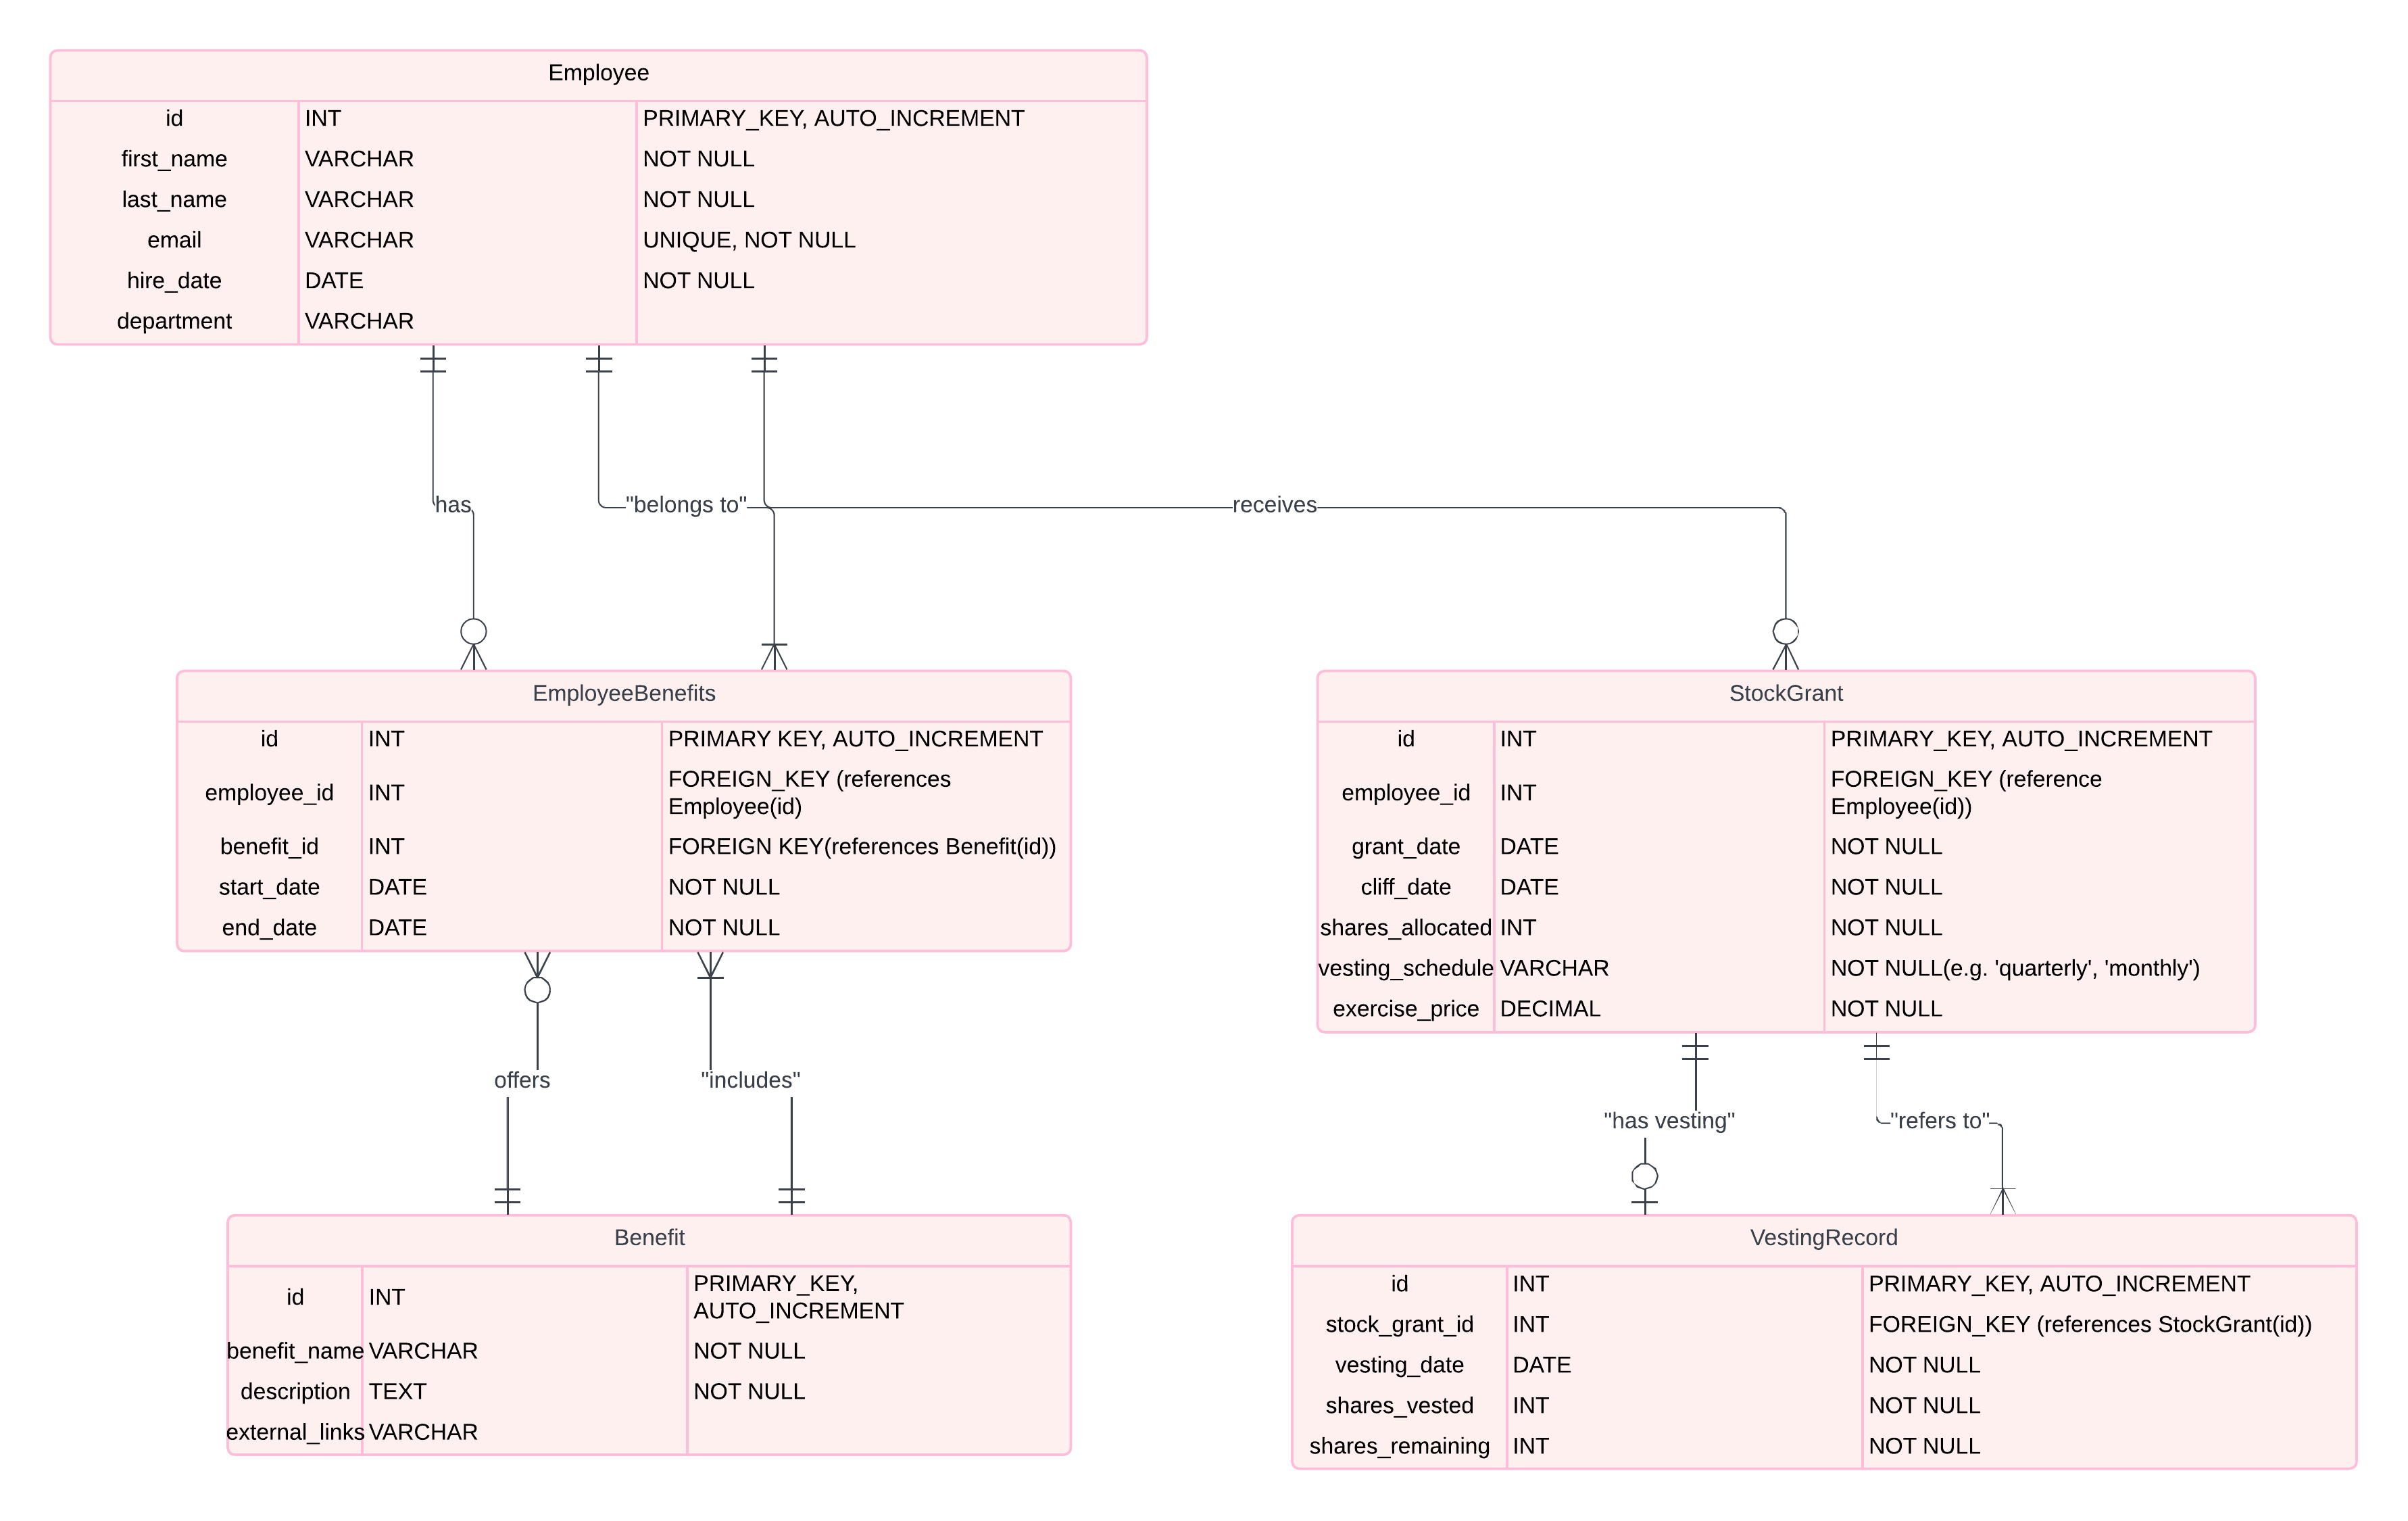 Employee
id INT PRIMARY_KEY, AUTO_INCREMENT
first_name VARCHAR NOT NULL
last_name VARCHAR NOT NULL
email VARCHAR UNIQUE, NOT NULL
hire_date DATE NOT NULL
department VARCHAR
has
"belongs to"
receives
EmployeeBenefits
id INT PRIMARY KEY, AUTO_INCREMENT
employee_id INT FOREIGN_KEY (references
Employee(id)
benefit_id INT FOREIGN KEY(references Benefit(id))
start_date DATE NOT NULL
end_date DATE NOT NULL
StockGrant
id INT PRIMARY_KEY, AUTO_INCREMENT
employee_id INT FOREIGN_KEY (reference
Employee(id))
grant_date DATE NOT NULL
cliff_date DATE NOT NULL
shares_allocated INT NOT NULL
vesting_schedule VARCHAR NOT NULL(e.g. 'quarterly', 'monthly')
exercise_price DECIMAL NOT NULL
offers
"includes"
"has vesting"
"refers to"
Benefit
id INT PRIMARY_KEY,
AUTO_INCREMENT
benefit_name VARCHAR NOT NULL
description TEXT NOT NULL
external_links VARCHAR
VestingRecord
id INT PRIMARY_KEY, AUTO_INCREMENT
stock_grant_id INT FOREIGN_KEY (references StockGrant(id))
vesting_date DATE NOT NULL
shares_vested INT NOT NULL
shares_remaining INT NOT NULL